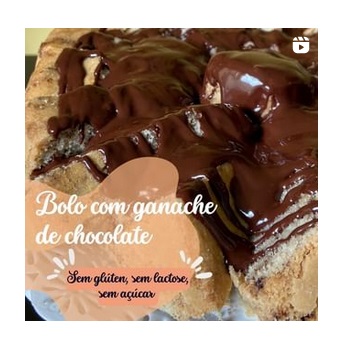 Bolo com ganache
de chocolate
Sem glúten, sem lactose,
sem açúcar